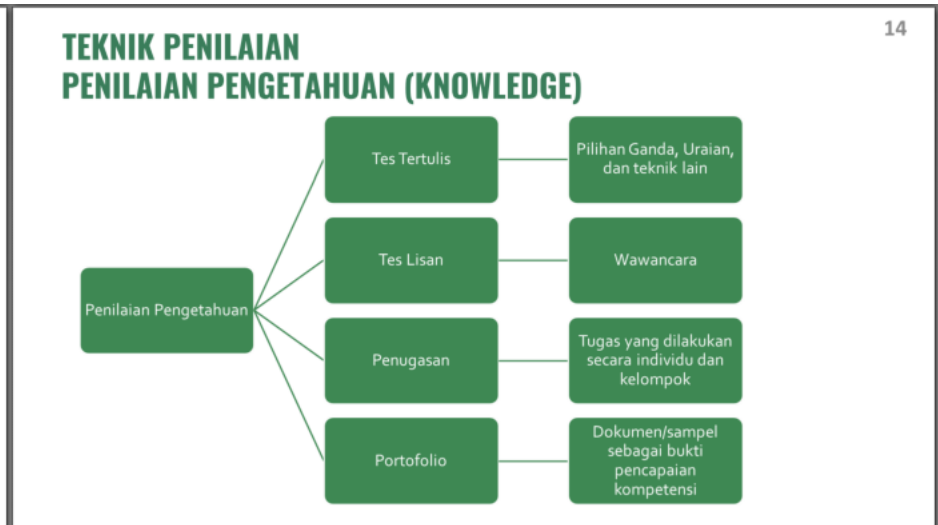 14
TEKNIK PENILAIAN
PENILAIAN PENGETAHUAN (KNOWLEDGE)
Penilaian Pengetahuan
Tes Tertulis
Pilihan Ganda, Uraian,
dan teknik lain
Tes Lisan
Wawancara
Penugasan
Tugas yang dilakukan
secara individu dan
kelompok
Portofolio
Dokumen/sampel
sebagai bukti
pencapaian
kompetensi